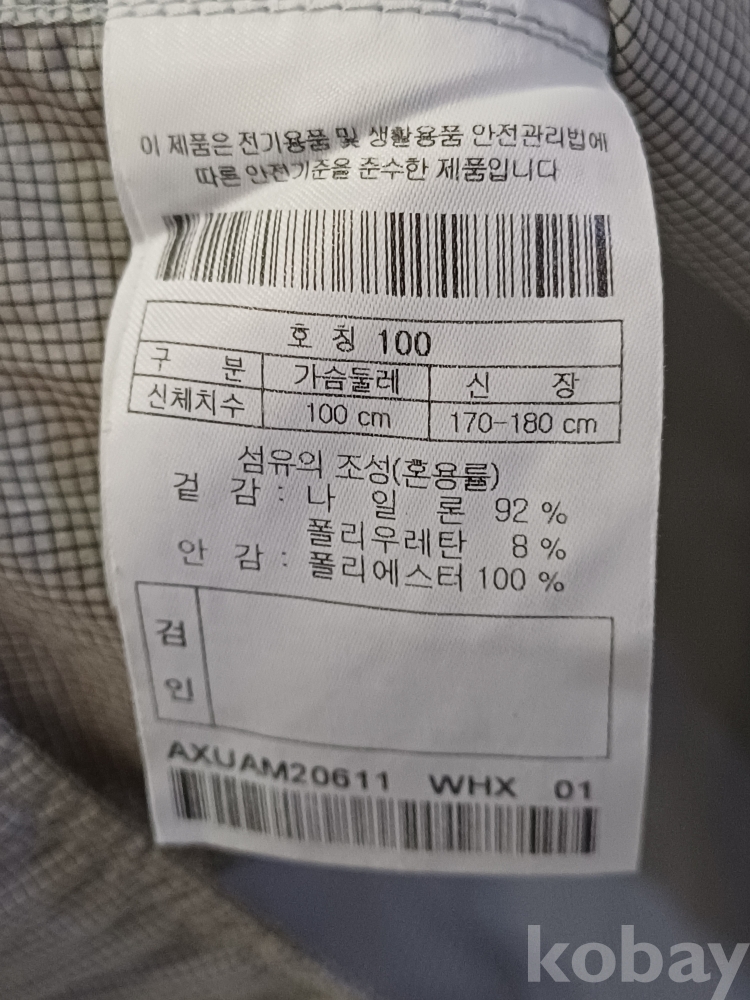 이 제품은 전기용품 및 생활용품 안전관리법에
따른 안전기준을 준수한 제품입니다
호 칭 100
구 분 가슴둘레 신 장
신체치수 100 cm 170-180 cm
섬유의 조성(혼용률)
겉 감 : 나 일 론 92 %
폴리우레탄 8 %
안 감 : 폴리에스터 100 %
검
인
AXUAM20611 WHX 01
kobay